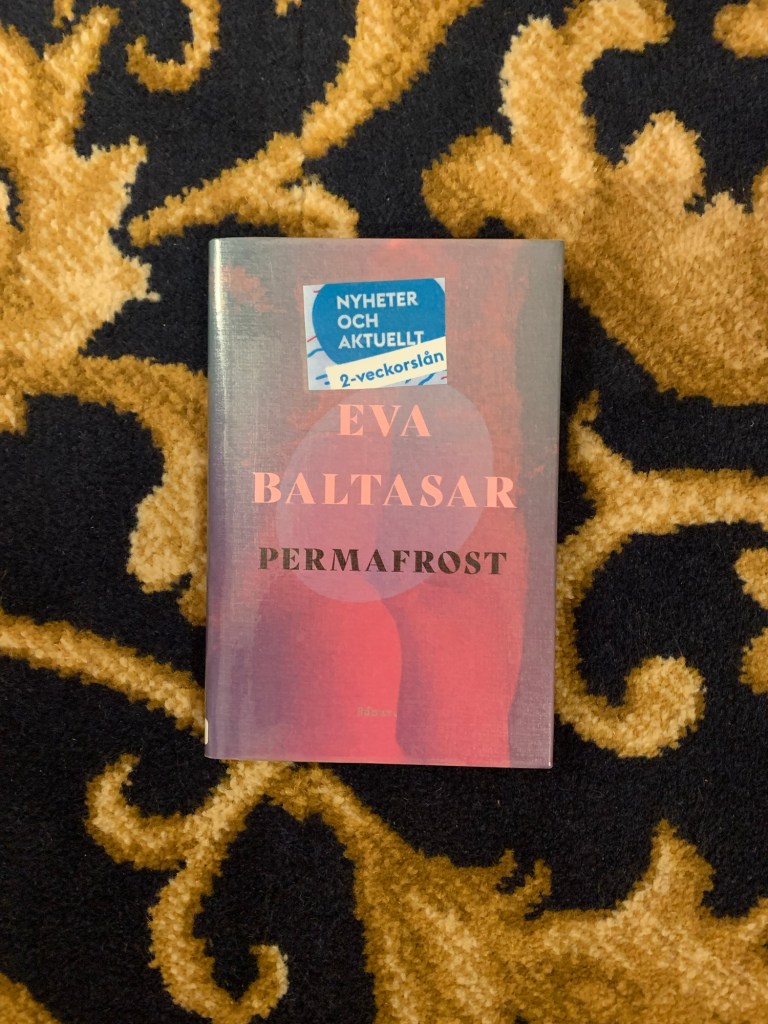 NYHETER
OCH
AKTUELLT
2-veckorslån
EVA
BALTASAR
PERMAFROST